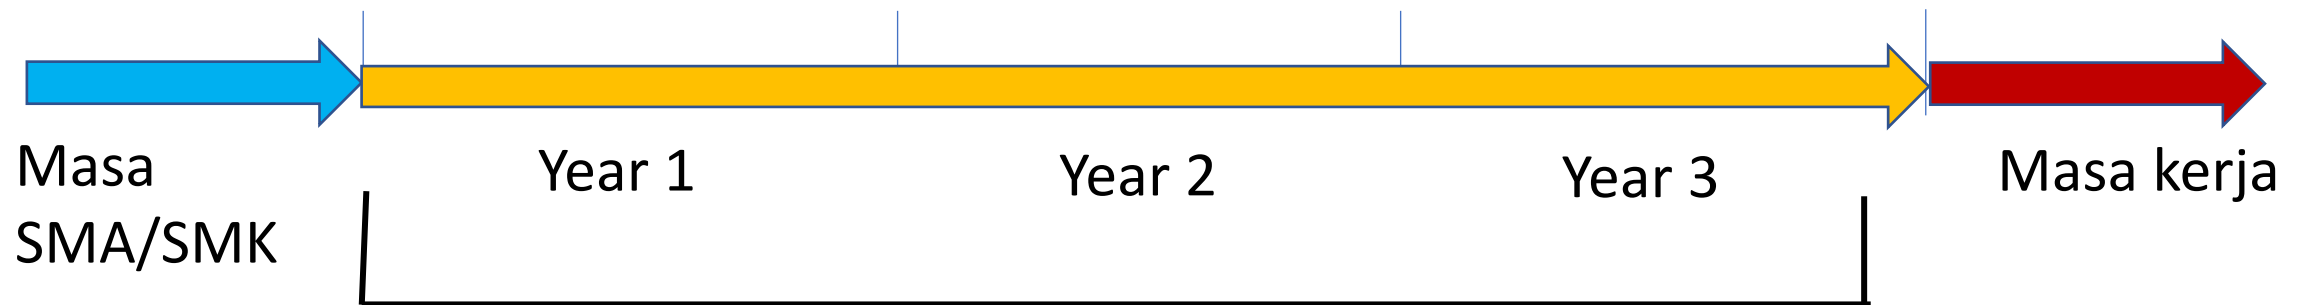 Masa
SMA/SMK
Year 1
Year 2
Year 3
Masa kerja